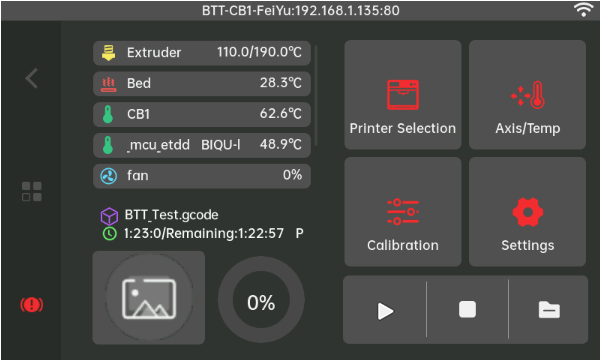 BTT-CB1-FeiYu:192.168.1.135:80
Extruder 110.0/190.0℃
Bed 28.3℃
CB1 62.6℃
_mcu_etdd BIQU-I 48.9℃
fan 0%
BTT_Test.gcode
1:23:0/Remaining:1:22:57 P
0%
Printer Selection
Axis/Temp
Calibration
Settings